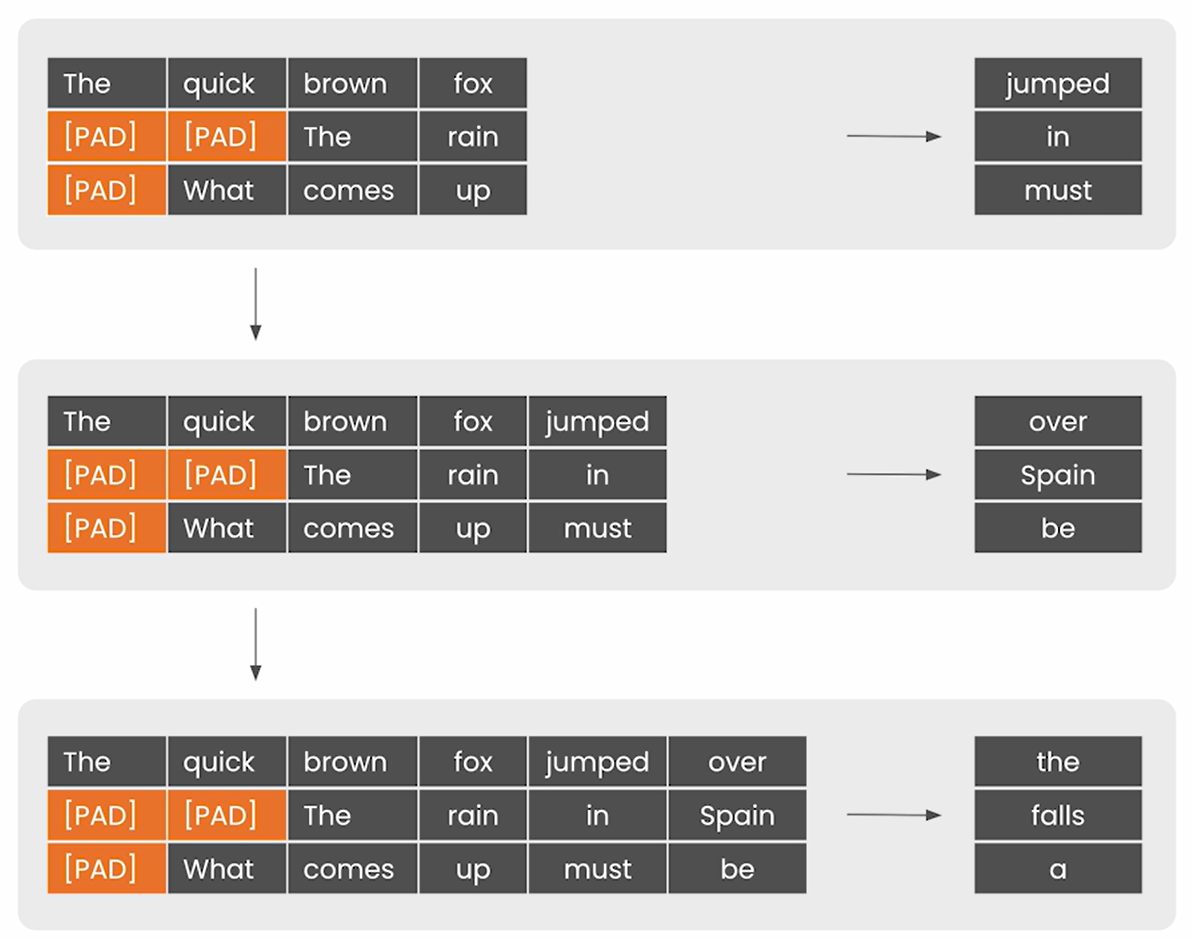 The quick brown fox jumped
[PAD] [PAD] The rain in
[PAD] What comes up must
The quick brown fox jumped over
[PAD] [PAD] The rain in Spain
[PAD] What comes up must be
The quick brown fox jumped over the
[PAD] [PAD] The rain in Spain falls
[PAD] What comes up must be a